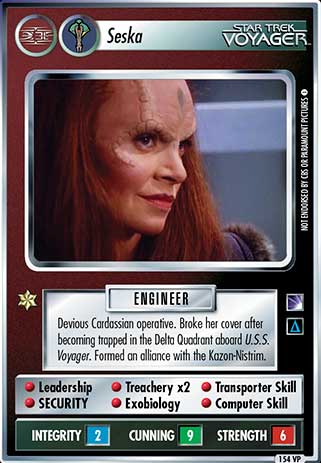 Seska
STAR TREK
VOYAGER
NOT ENDORSED BY CBS OR PARAMOUNT PICTURES
ENGINEER
Devious Cardassian operative. Broke her cover after
becoming trapped in the Delta Quadrant aboard U.S.S.
Voyager. Formed an alliance with the Kazon-Nistrim.
Leadership Treachery x2 Transporter Skill
SECURITY Exobiology Computer Skill
INTEGRITY 2 CUNNING 9 STRENGTH 6
154 VP